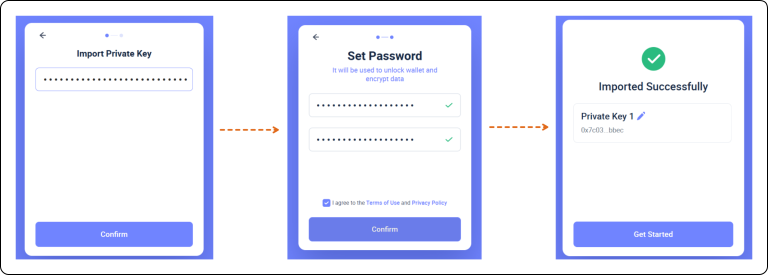 Import Private Key
Confirm
Set Password
It will be used to unlock wallet and
encrypt data
I agree to the Terms of Use and Privacy Policy
Confirm
Imported Successfully
Private Key 1
0x7c03...bbec
Get Started